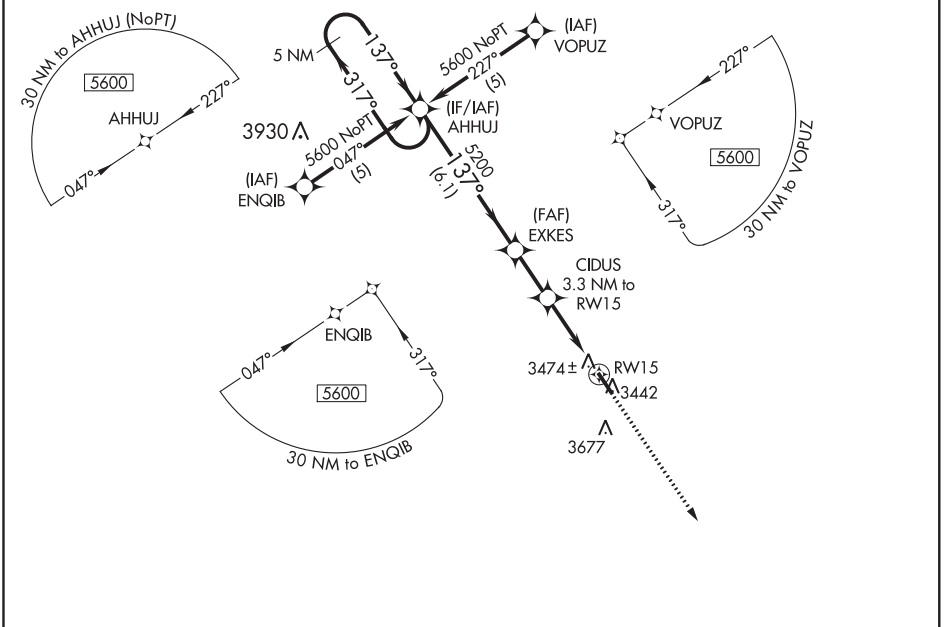 30 NM to AHHUJ (NoPT)
5600
227°
AHHUJ
047°
5 NM
137°
317°
(IAF)
VOPUZ
5600 NoPT
227°
(5)
(IF/IAF)
AHHUJ
3930
5600 NoPT
047°
(5)
(IAF)
ENQIB
5200
137°
(6.1)
227°
VOPUZ
5600
317°
30 NM to VOPUZ
(FAF)
EXKES
CIDUS
3.3 NM to
RW15
ENQIB
047°
317°
5600
30 NM to ENQIB
3474±
RW15
3442
3677